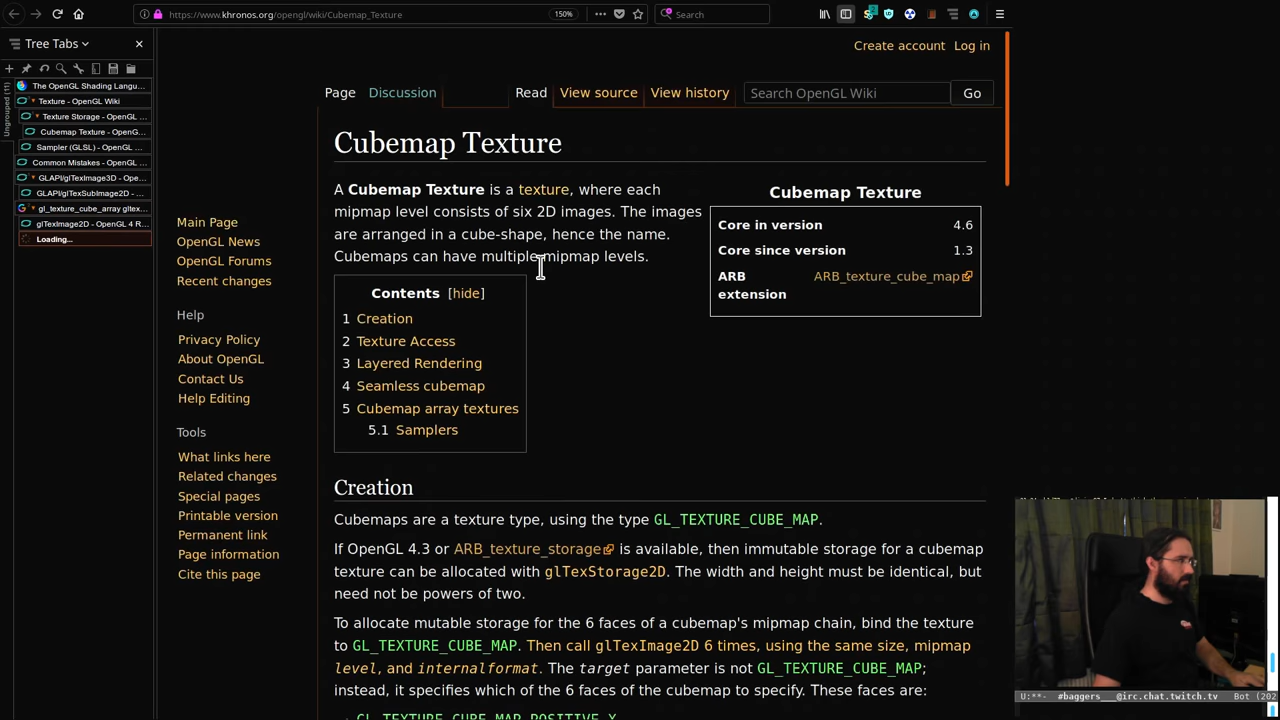 https://www.khronos.org/opengl/wiki/Cubemap_Texture
150%
Search
2
Tree Tabs
Ungrouped (11)
The OpenGL Shading Langu...
Texture - OpenGL Wiki
Texture Storage - OpenGL ...
Cubemap Texture - OpenG...
Sampler (GLSL) - OpenGL ...
Common Mistakes - OpenGL ...
GLAPI/glTexImage3D - Ope...
GLAPI/glTexSubImage2D - ...
gl_texture_cube_array gltex...
glTexImage2D - OpenGL 4 R...
Loading...
Create account Log in
Page Discussion Read View source View history
Search OpenGL Wiki Go
Main Page
OpenGL News
OpenGL Forums
Recent changes
Help
Privacy Policy
About OpenGL
Contact Us
Help Editing
Tools
What links here
Related changes
Special pages
Printable version
Permanent link
Page information
Cite this page
Cubemap Texture
A Cubemap Texture is a texture, where each
mipmap level consists of six 2D images. The images
are arranged in a cube-shape, hence the name.
Cubemaps can have multiple mipmap levels.
Cubemap Texture
Core in version 4.6
Core since version 1.3
ARB ARB_texture_cube_map
extension
Contents [hide]
1 Creation
2 Texture Access
3 Layered Rendering
4 Seamless cubemap
5 Cubemap array textures
5.1 Samplers
Creation
Cubemaps are a texture type, using the type GL_TEXTURE_CUBE_MAP.
If OpenGL 4.3 or ARB_texture_storage is available, then immutable storage for a cubemap
texture can be allocated with glTexStorage2D. The width and height must be identical, but
need not be powers of two.
To allocate mutable storage for the 6 faces of a cubemap's mipmap chain, bind the texture
to GL_TEXTURE_CUBE_MAP. Then call glTexImage2D 6 times, using the same size, mipmap
level, and internalformat. The target parameter is not GL_TEXTURE_CUBE_MAP;
instead, it specifies which of the 6 faces of the cubemap to specify. These faces are:
GL_TEXTURE_CUBE_MAP_POSITIVE_X
U:**- #baggers___@irc.chat.twitch.tv Bot (202